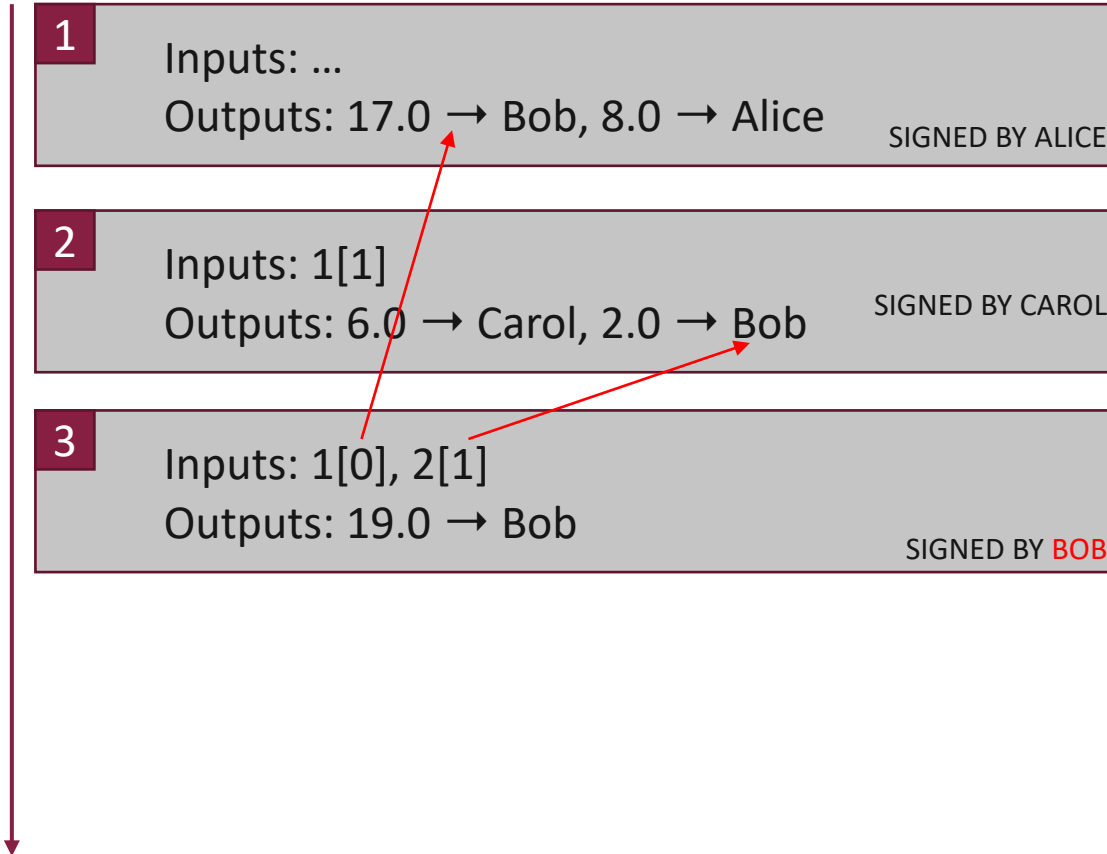 1
Inputs: ...
Outputs: 17.0 → Bob, 8.0 → Alice
SIGNED BY ALICE
2
Inputs: 1[1]
Outputs: 6.0 → Carol, 2.0 → Bob
SIGNED BY CAROL
3
Inputs: 1[0], 2[1]
Outputs: 19.0 → Bob
SIGNED BY BOB